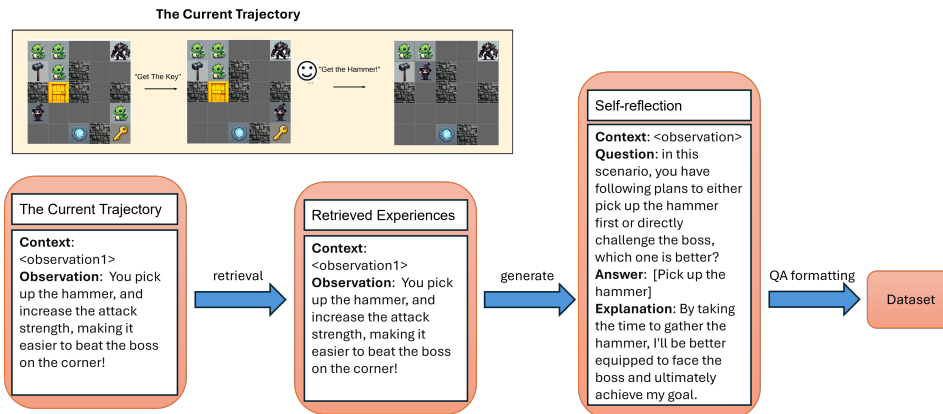 The Current Trajectory
"Get The Key"
"Get the Hammer!"
The Current Trajectory
Context:
<observation1>
Observation: You pick
up the hammer, and
increase the attack
strength, making it
easier to beat the boss
on the corner!
retrieval
Retrieved Experiences
Context:
<observation1>
Observation: You pick
up the hammer, and
increase the attack
strength, making it
easier to beat the boss
on the corner!
generate
Self-reflection
Context: <observation>
Question: in this
scenario, you have
following plans to either
pick up the hammer
first or directly
challenge the boss,
which one is better?
Answer: [Pick up the
hammer]
Explanation: By taking
the time to gather the
hammer, I'll be better
equipped to face the
boss and ultimately
achieve my goal.
QA formatting
Dataset